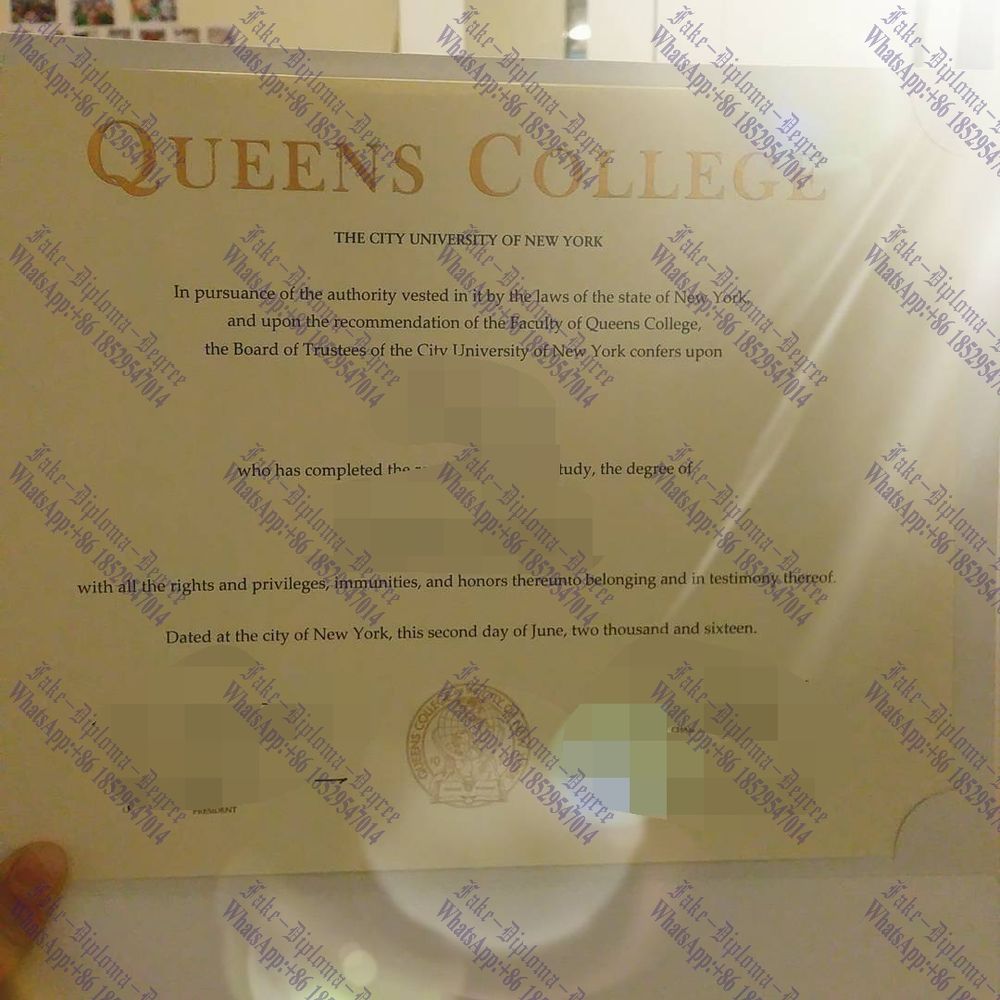 QUEENS COLLEGE
THE CITY UNIVERSITY OF NEW YORK
In pursuance of the authority vested in it by the laws of the state of New York,
and upon the recommendation of the Faculty of Queens College,
the Board of Trustees of the City University of New York confers upon
who has completed the tudy, the degree of
with all the rights and privileges, immunities, and honors thereunto belonging and in testimony thereof.
Dated at the city of New York, this second day of June, two thousand and sixteen.
QUEENS COLLEGE
PRESIDENT
Fake-Diploma-Degree
WhatsApp:+86 18529547014